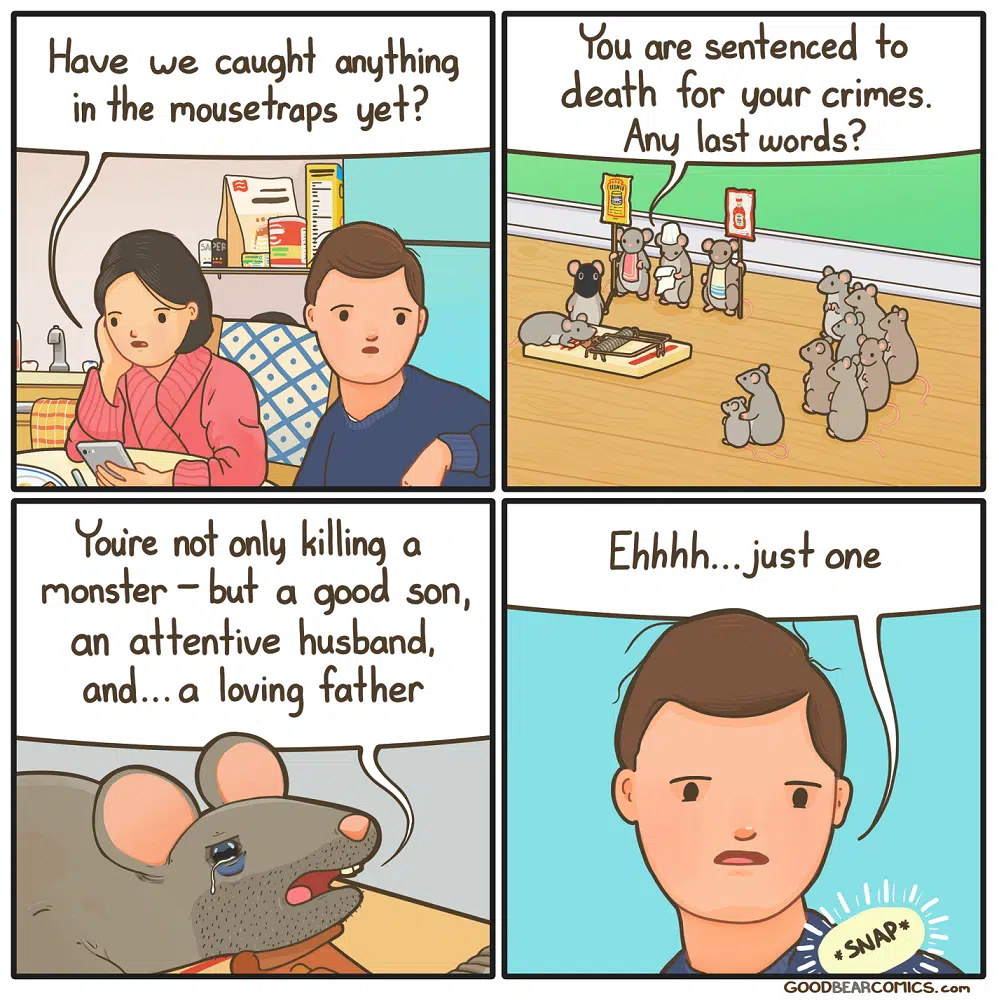 Have we caught anything
in the mousetraps yet?
You are sentenced to
death for your crimes.
Any last words?
You're not only killing a
monster – but a good son,
an attentive husband,
and... a loving father
Ehhhh... just one
*SNAP*
GOODBEARCOMICS.com